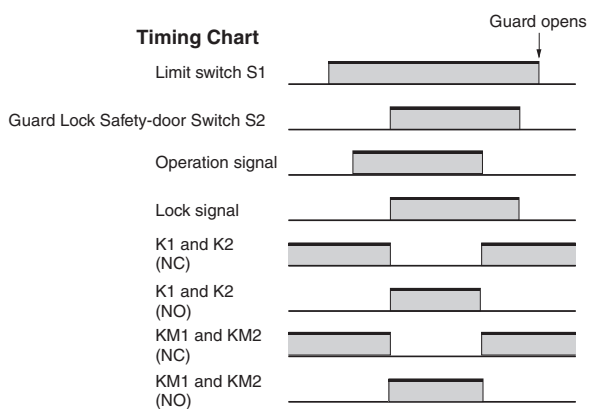 Guard opens
Timing Chart
Limit switch S1
Guard Lock Safety-door Switch S2
Operation signal
Lock signal
K1 and K2
(NC)
K1 and K2
(NO)
KM1 and KM2
(NC)
KM1 and KM2
(NO)